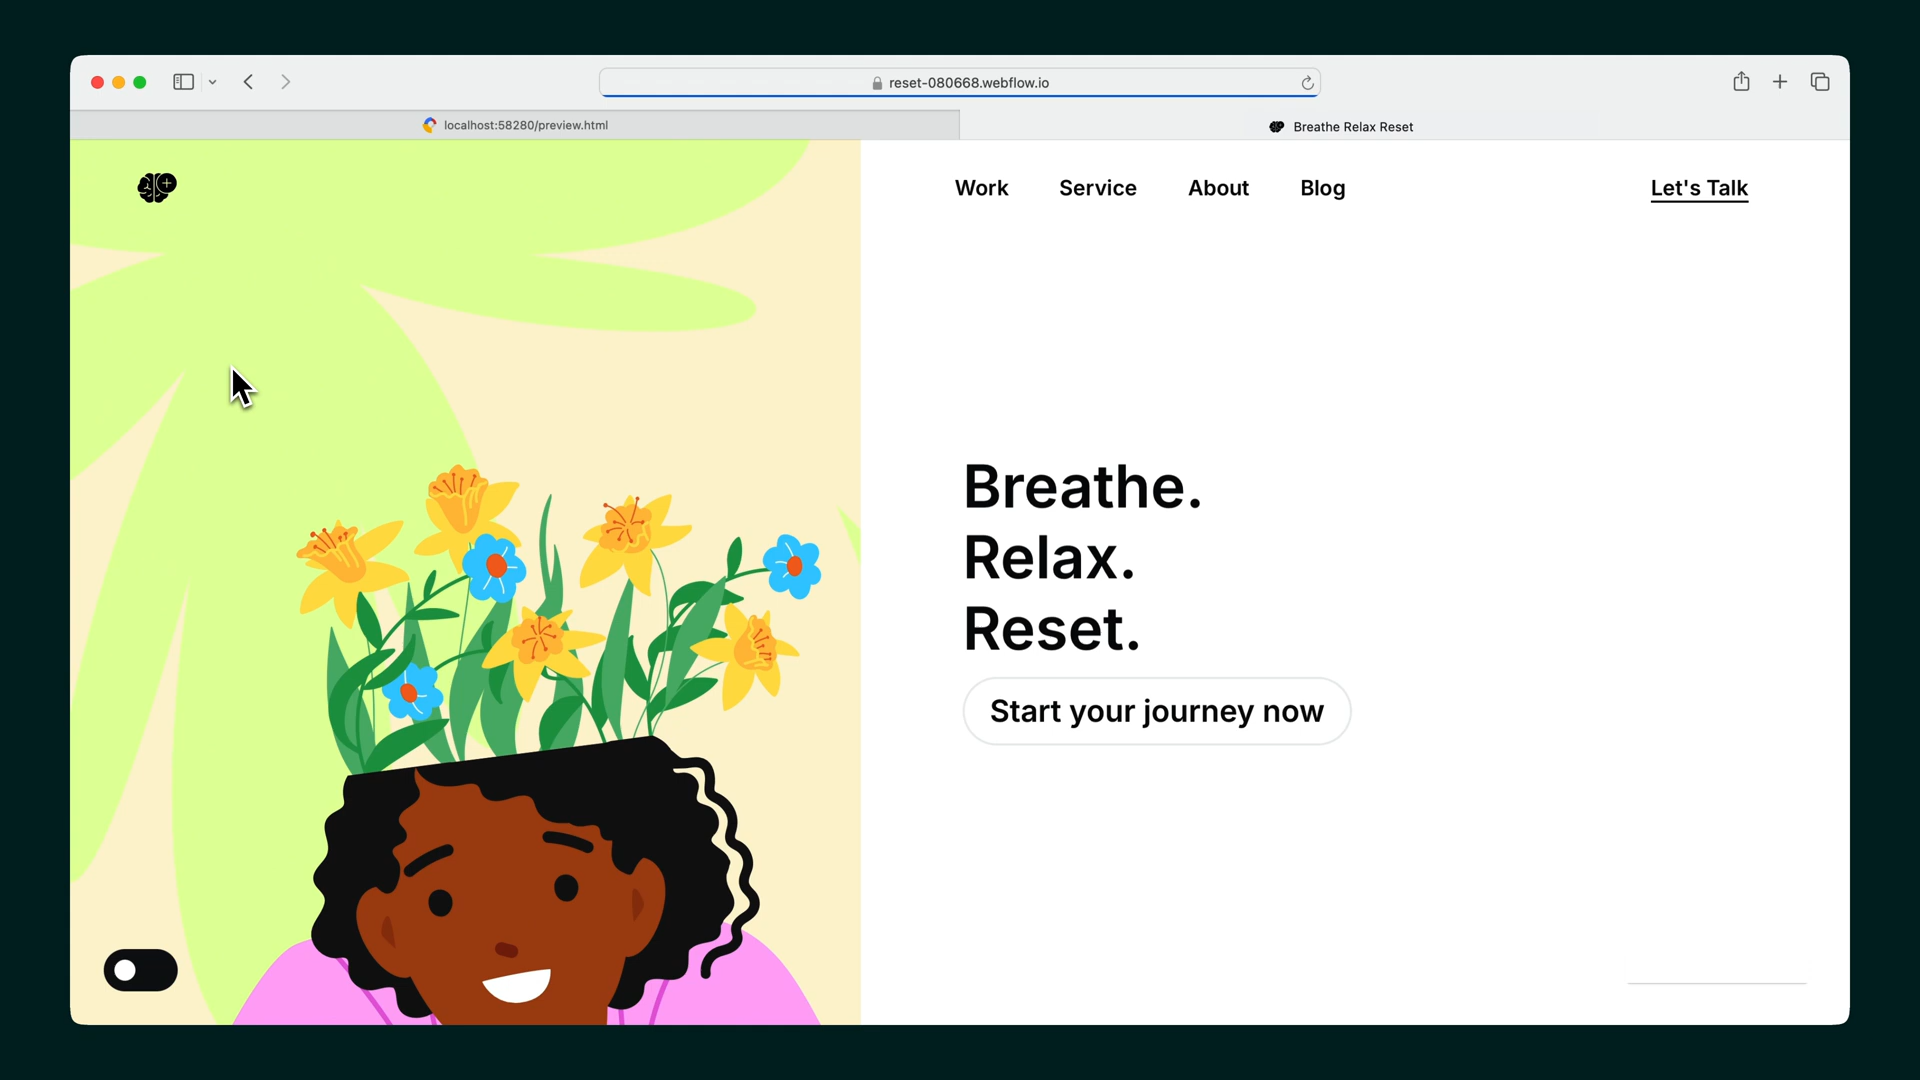 reset-080668.webflow.io
localhost:58280/preview.html
Breathe Relax Reset
Work
Service
About
Blog
Let's Talk
Breathe.
Relax.
Reset.
Start your journey now